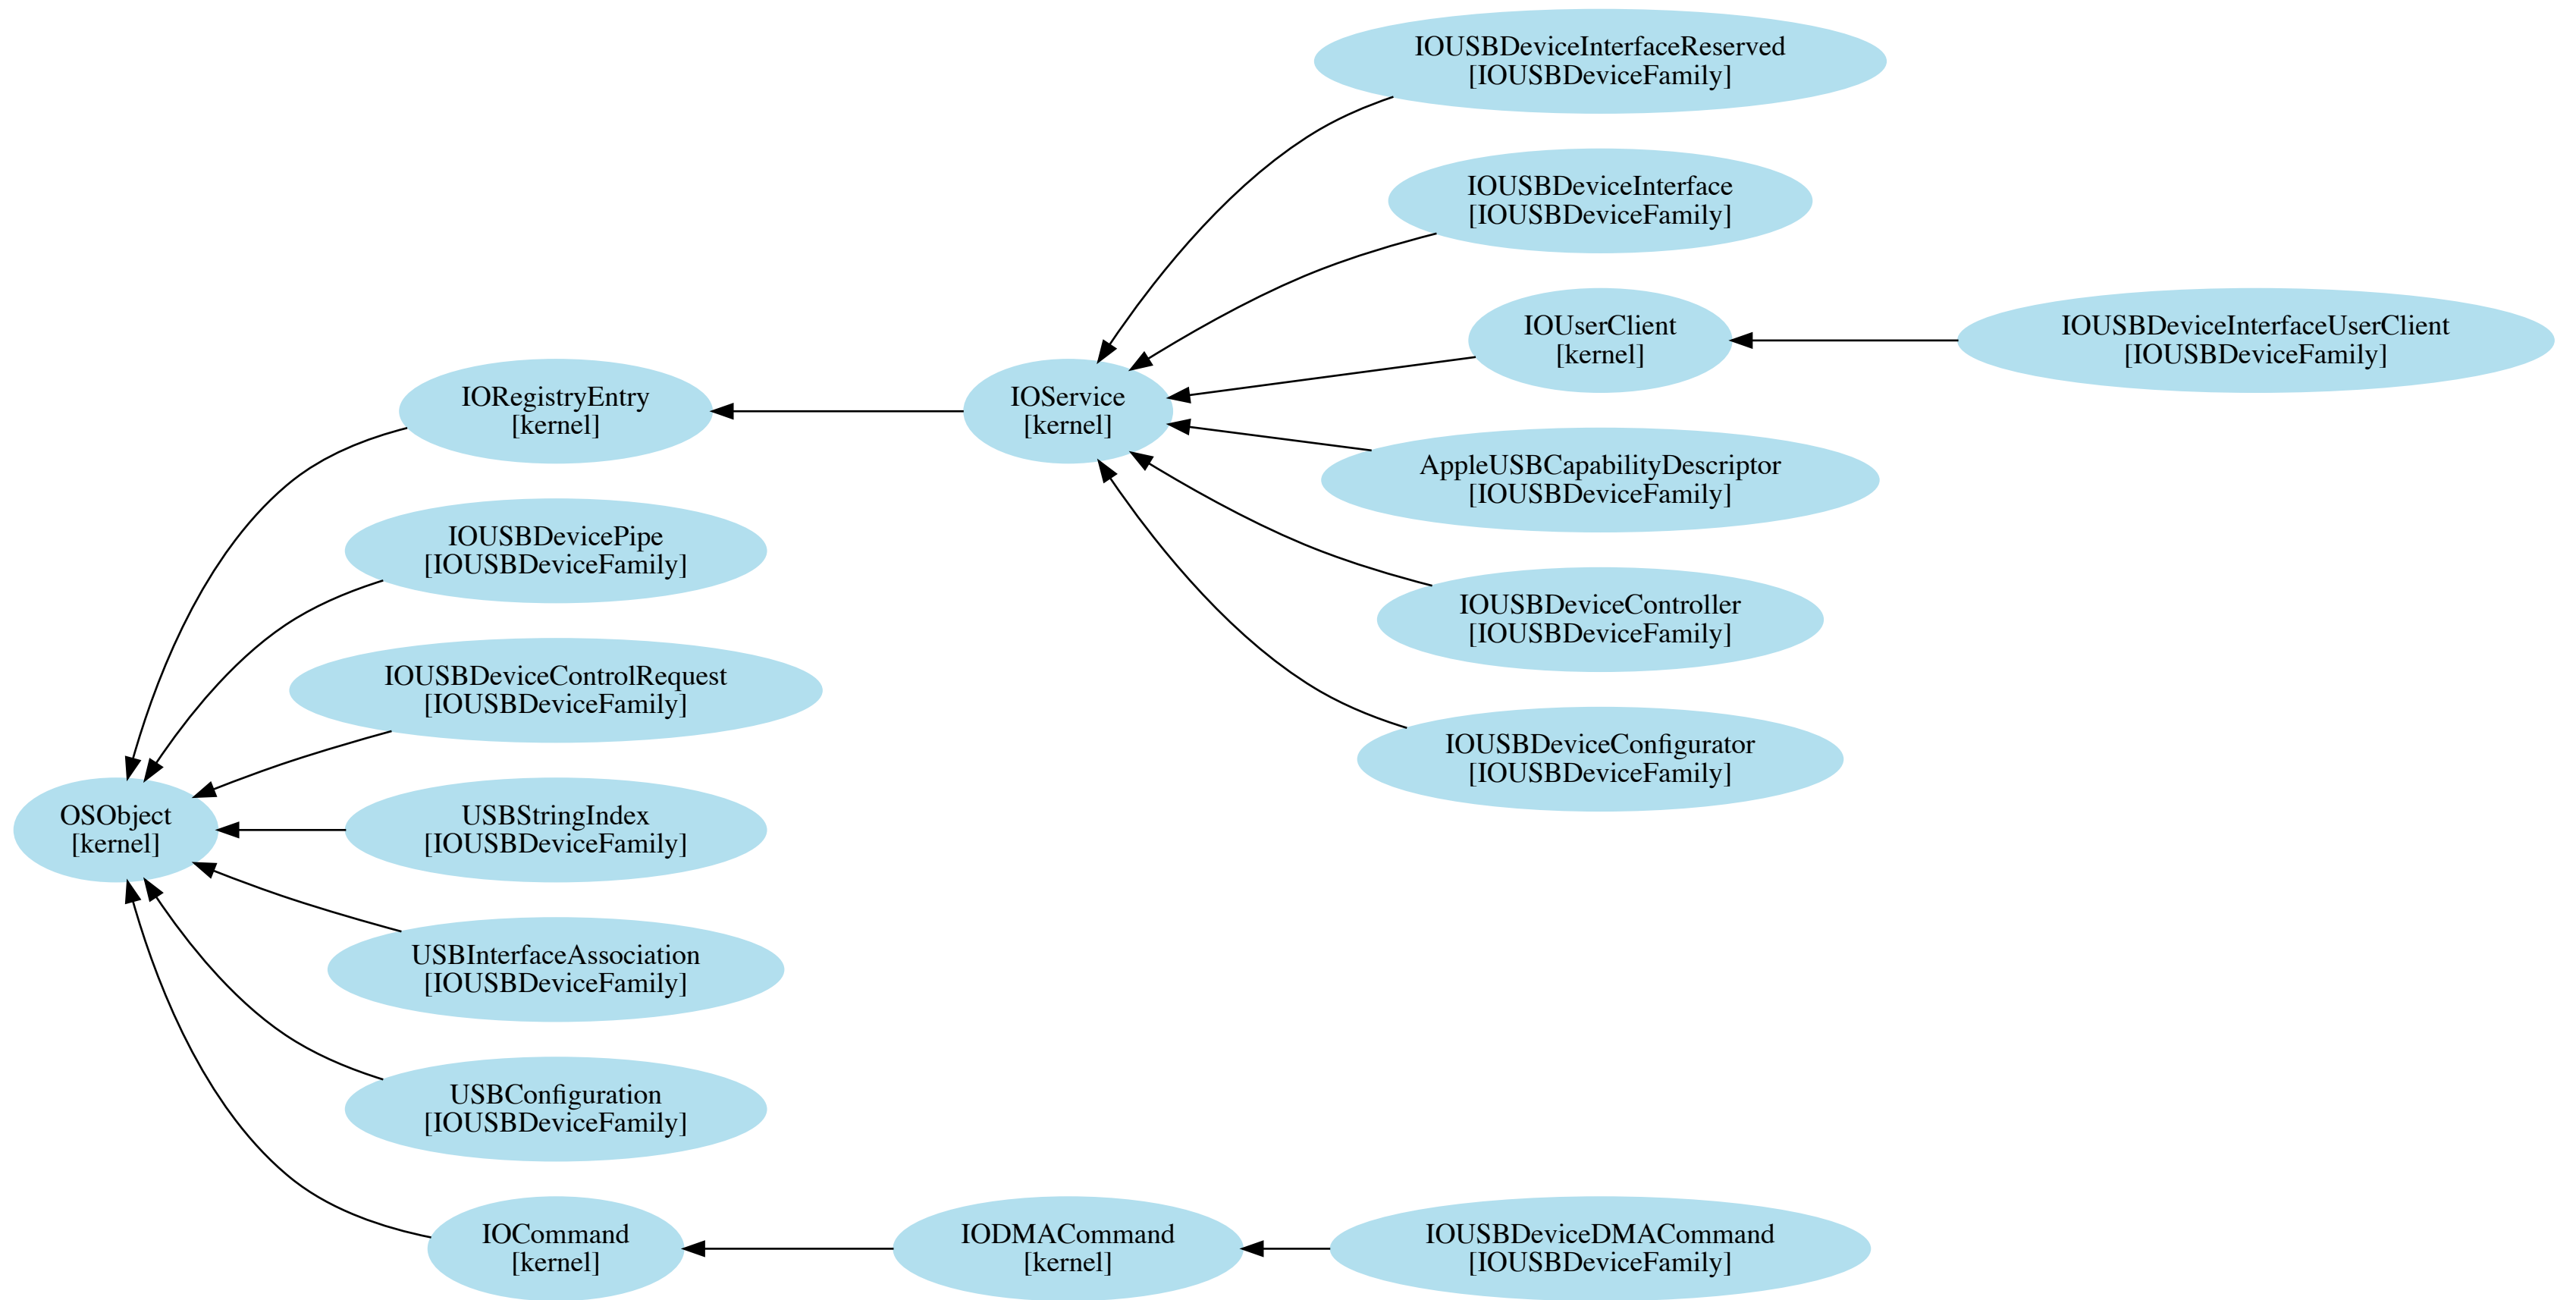 IOUSBDeviceInterfaceReserved
[IOUSBDeviceFamily]
IOUSBDeviceInterface
[IOUSBDeviceFamily]
IOUserClient
[kernel]
IOUSBDeviceInterfaceUserClient
[IOUSBDeviceFamily]
IORegistryEntry
[kernel]
IOService
[kernel]
AppleUSBCapabilityDescriptor
[IOUSBDeviceFamily]
IOUSBDevicePipe
[IOUSBDeviceFamily]
IOUSBDeviceController
[IOUSBDeviceFamily]
IOUSBDeviceControlRequest
[IOUSBDeviceFamily]
IOUSBDeviceConfigurator
[IOUSBDeviceFamily]
OSObject
[kernel]
USBStringIndex
[IOUSBDeviceFamily]
USBInterfaceAssociation
[IOUSBDeviceFamily]
USBConfiguration
[IOUSBDeviceFamily]
IOCommand
[kernel]
IODMACommand
[kernel]
IOUSBDeviceDMACommand
[IOUSBDeviceFamily]